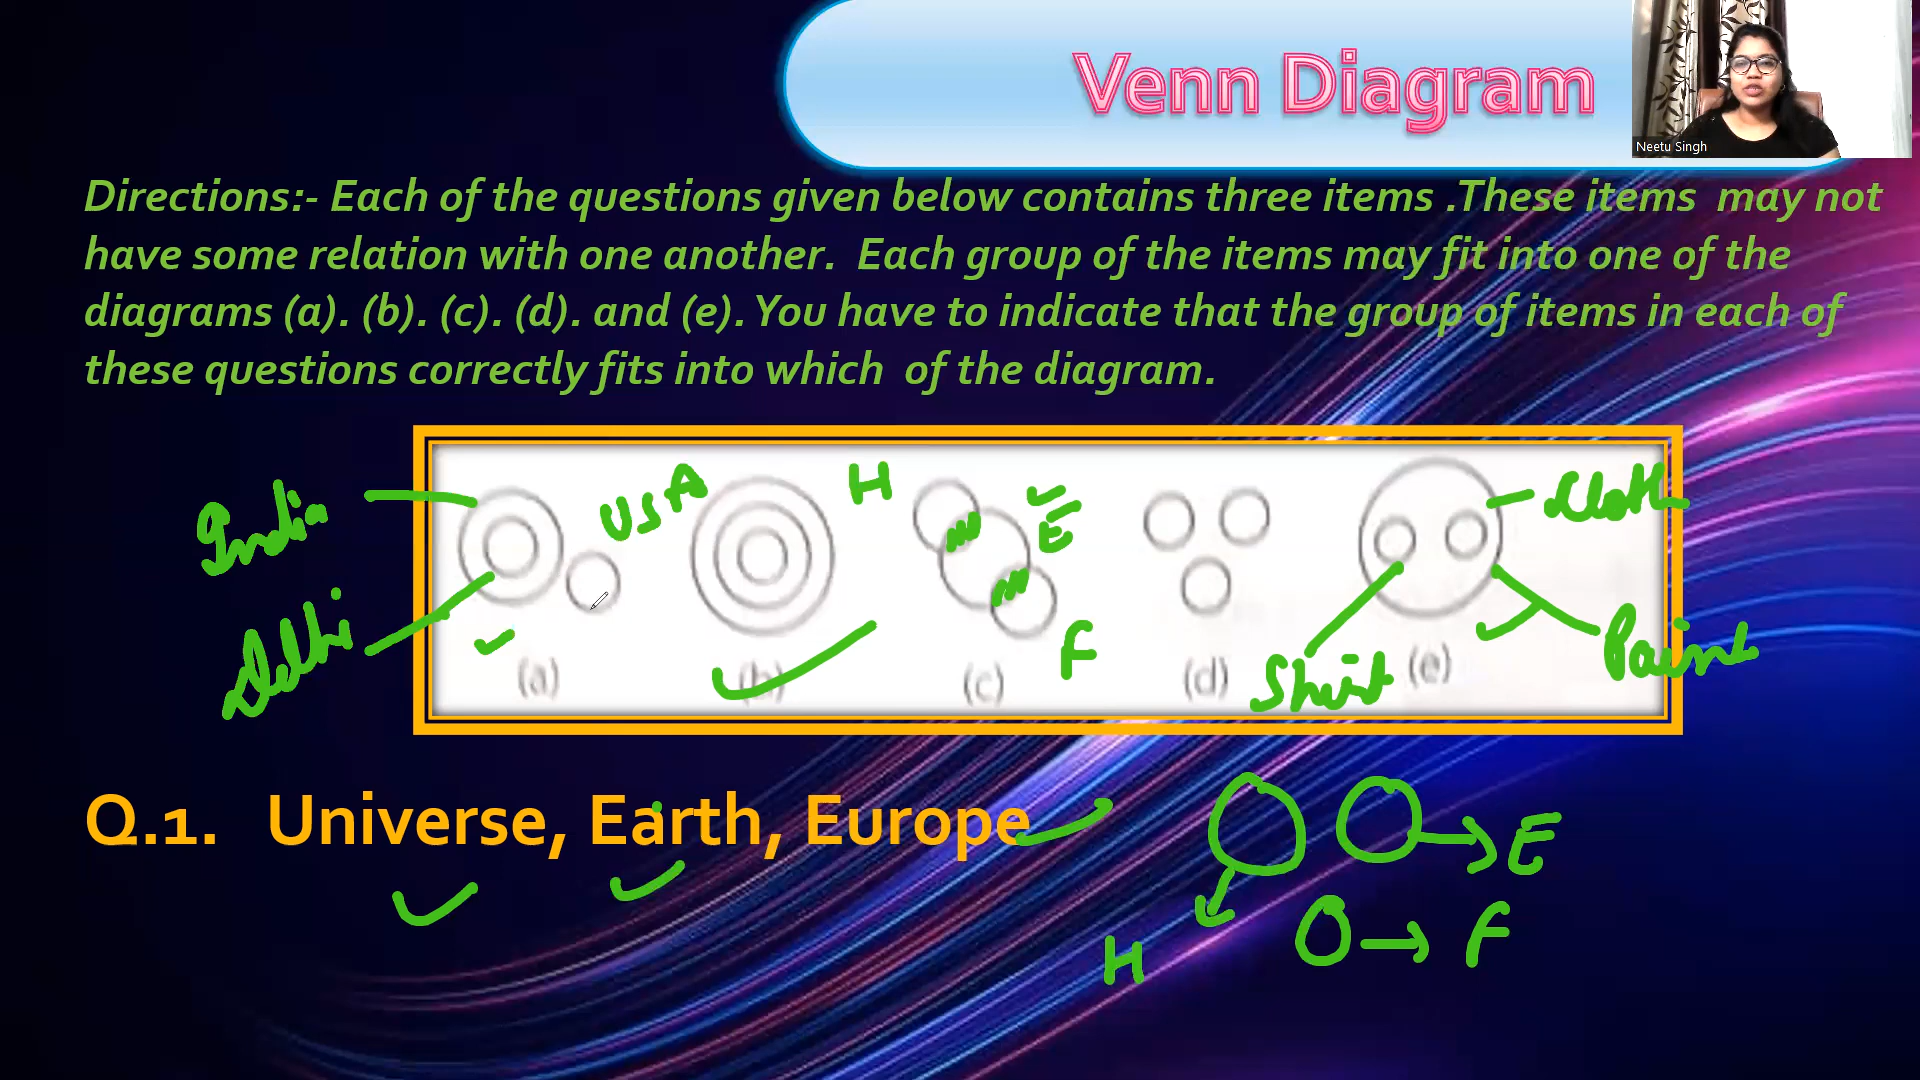 Venn Diagram
Neetu Singh
Directions:- Each of the questions given below contains three items .These items may not
have some relation with one another. Each group of the items may fit into one of the
diagrams (a). (b). (c). (d). and (e). You have to indicate that the group of items in each of
these questions correctly fits into which of the diagram.
India
USA
H
E
Cloth
Delhi
F
Shirt
Paint
(a) (b) (c) (d) (e)
Q.1. Universe, Earth, Europe
E
H
F